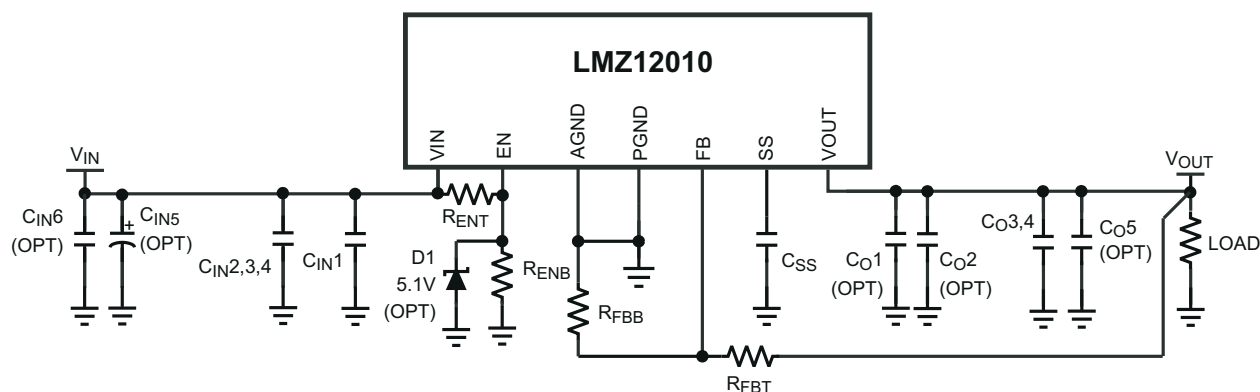 LMZ12010
VIN
EN
AGND
PGND
FB
SS
VOUT
VIN
VOUT
CIN6
(OPT)
CIN5
(OPT)
+
CIN2,3,4
CIN1
RENT
D1
5.1V
(OPT)
RENB
RFBB
CSS
CO1
(OPT)
CO2
(OPT)
CO3,4
CO5
(OPT)
LOAD
RFBT